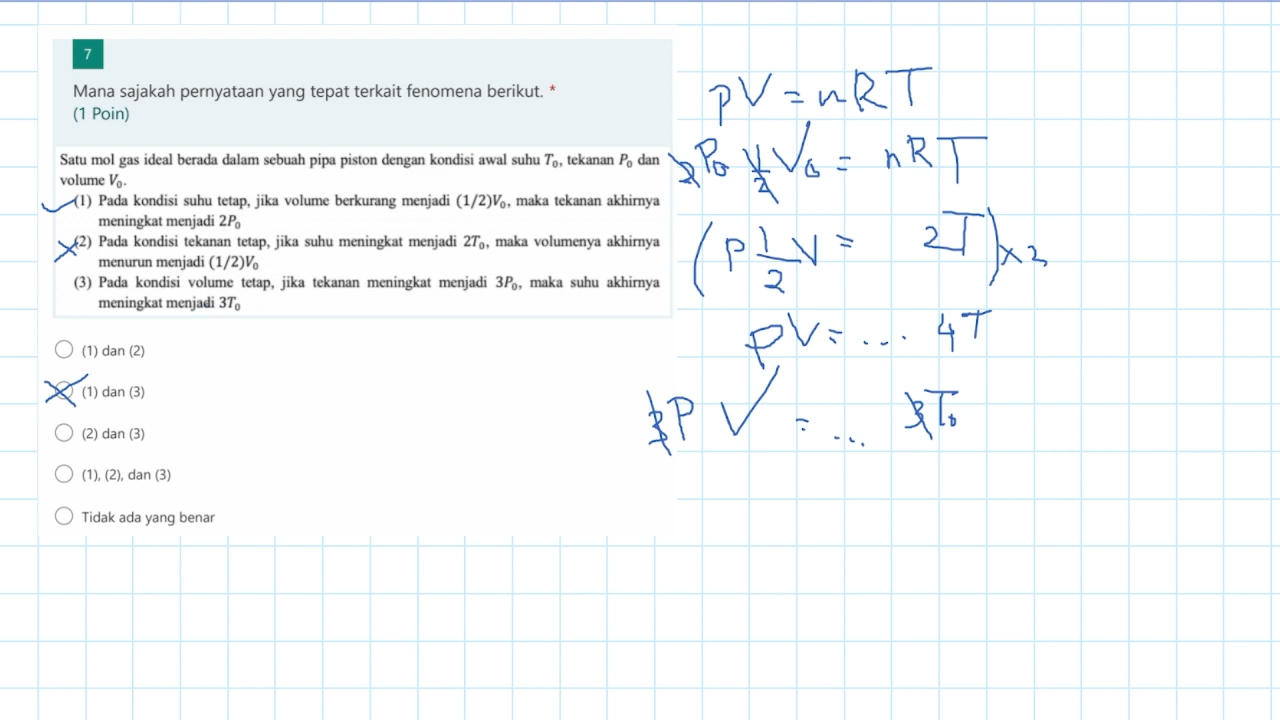 7
Mana sajakah pernyataan yang tepat terkait fenomena berikut. *
(1 Poin)
Satu mol gas ideal berada dalam sebuah pipa piston dengan kondisi awal suhu T₀, tekanan P₀ dan
volume V₀.
(1) Pada kondisi suhu tetap, jika volume berkurang menjadi (1/2)V₀, maka tekanan akhirnya
meningkat menjadi 2P₀
(2) Pada kondisi tekanan tetap, jika suhu meningkat menjadi 2T₀, maka volumenya akhirnya
menurun menjadi (1/2)V₀
(3) Pada kondisi volume tetap, jika tekanan meningkat menjadi 3P₀, maka suhu akhirnya
meningkat menjadi 3T₀
(1) dan (2)
(1) dan (3)
(2) dan (3)
(1), (2), dan (3)
Tidak ada yang benar
pV = nRT
2P₀ 1/2 V₀ = nRT
(P 1/2 V = 2T) x 2
PV = ... 4T
3P V = ... 3T₀